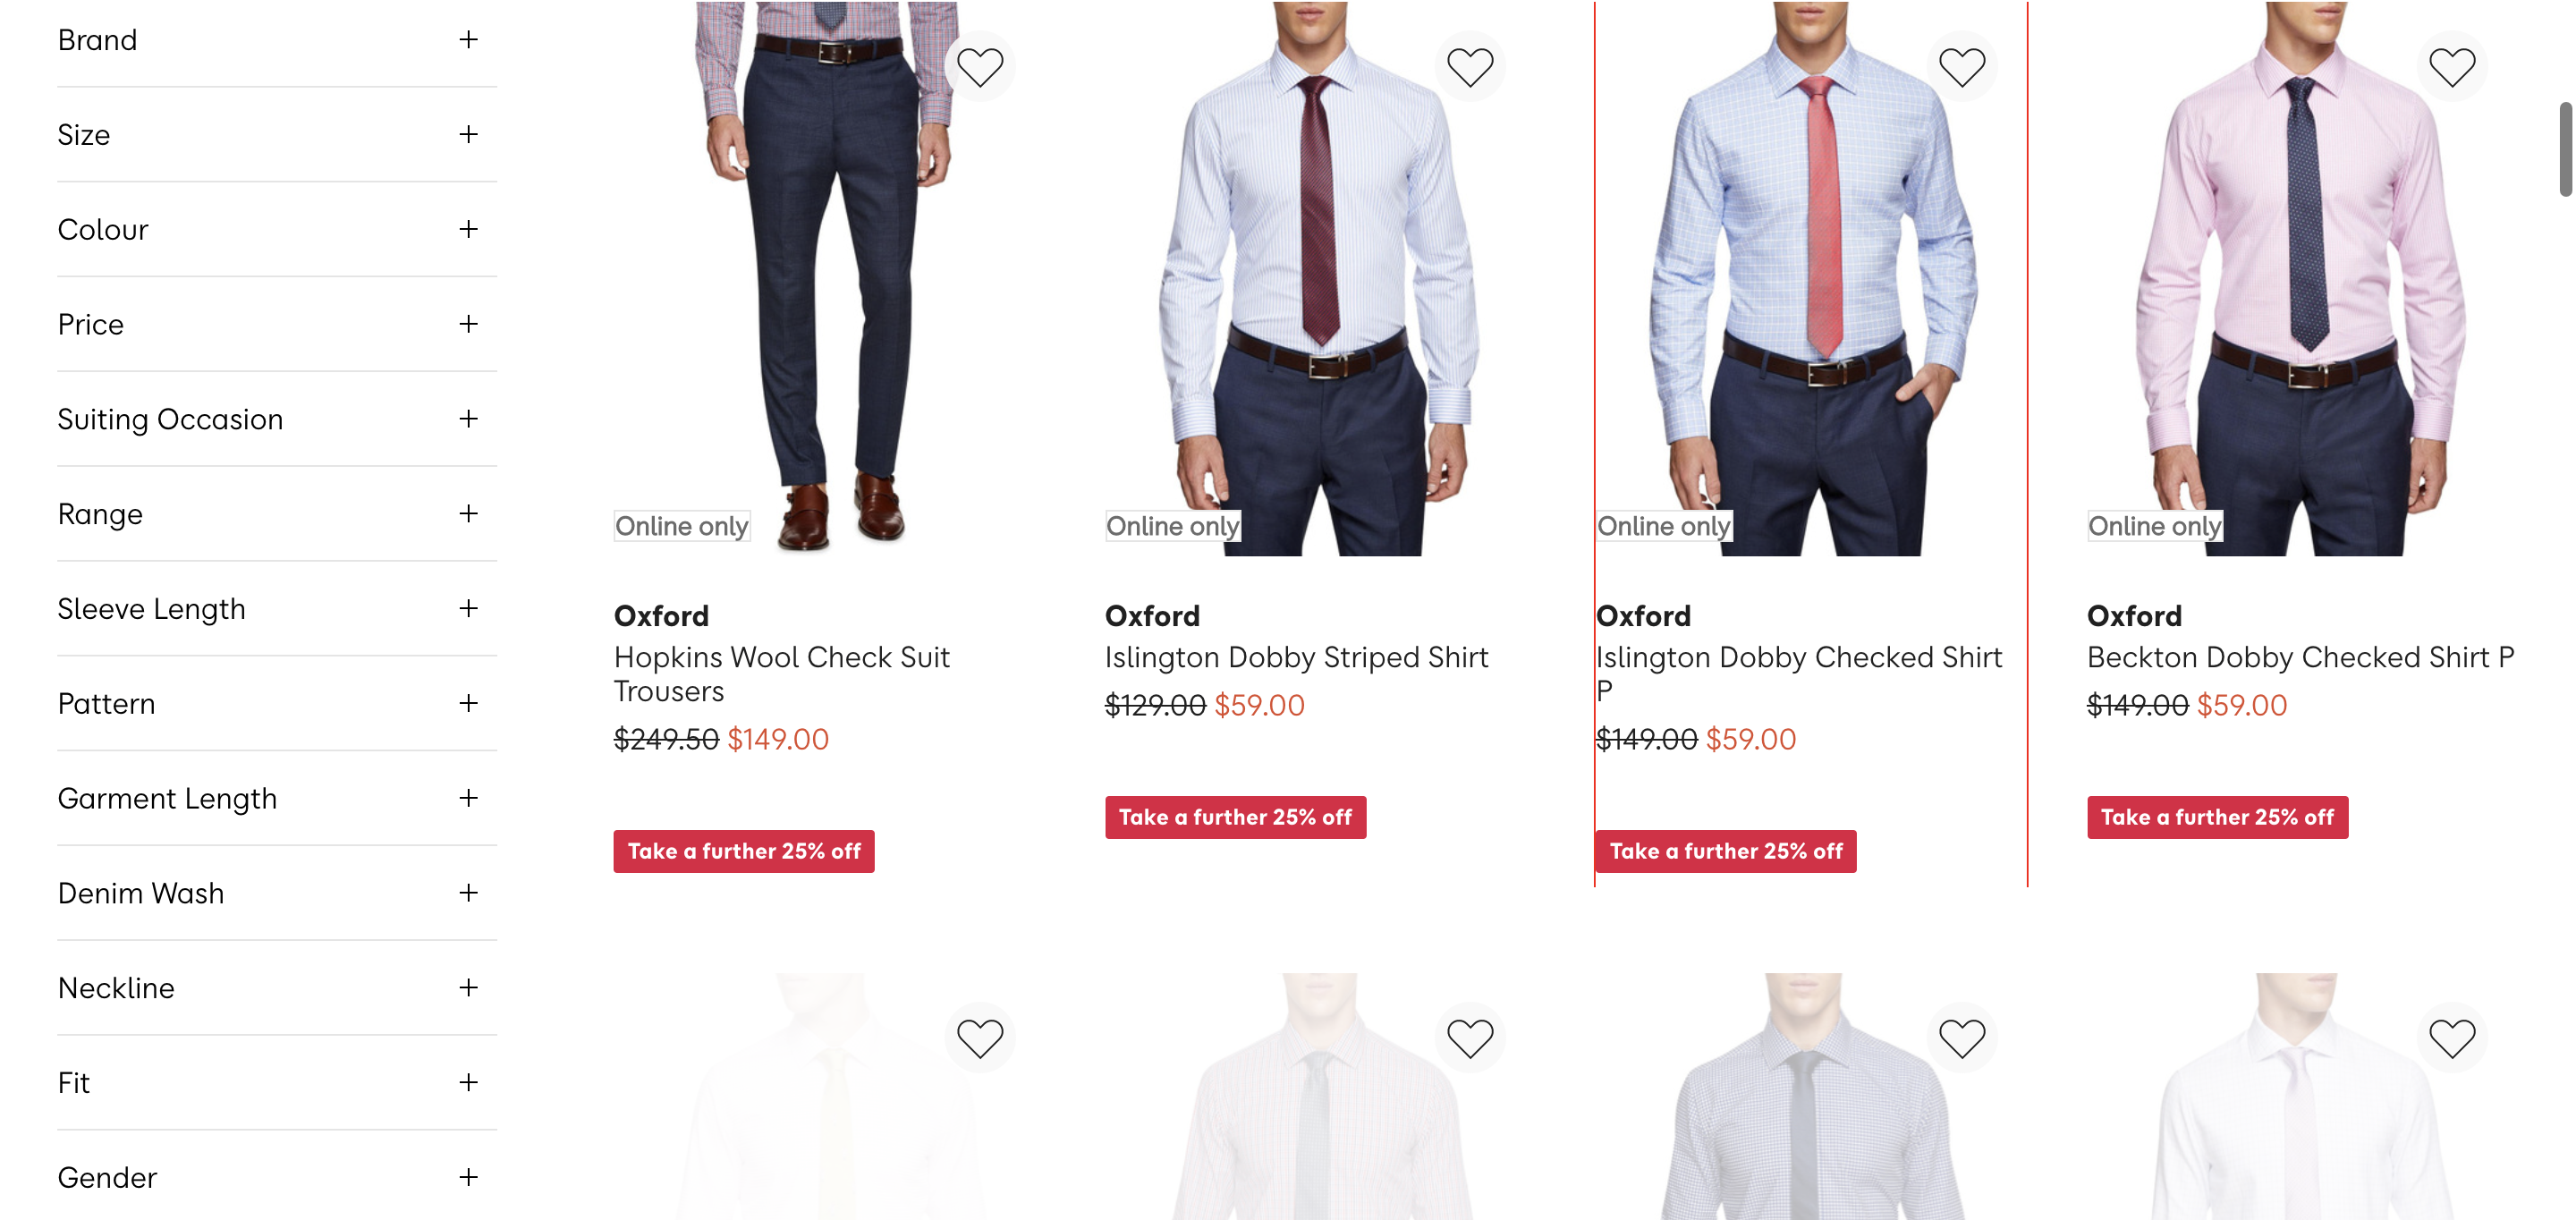 Brand
Size
Colour
Price
Suiting Occasion
Range
Sleeve Length
Pattern
Garment Length
Denim Wash
Neckline
Fit
Gender
Online only
Oxford
Hopkins Wool Check Suit
Trousers
$249.50 $149.00
Take a further 25% off
Online only
Oxford
Islington Dobby Striped Shirt
$129.00 $59.00
Take a further 25% off
Online only
Oxford
Islington Dobby Checked Shirt
P
$149.00 $59.00
Take a further 25% off
Online only
Oxford
Beckton Dobby Checked Shirt P
$149.00 $59.00
Take a further 25% off